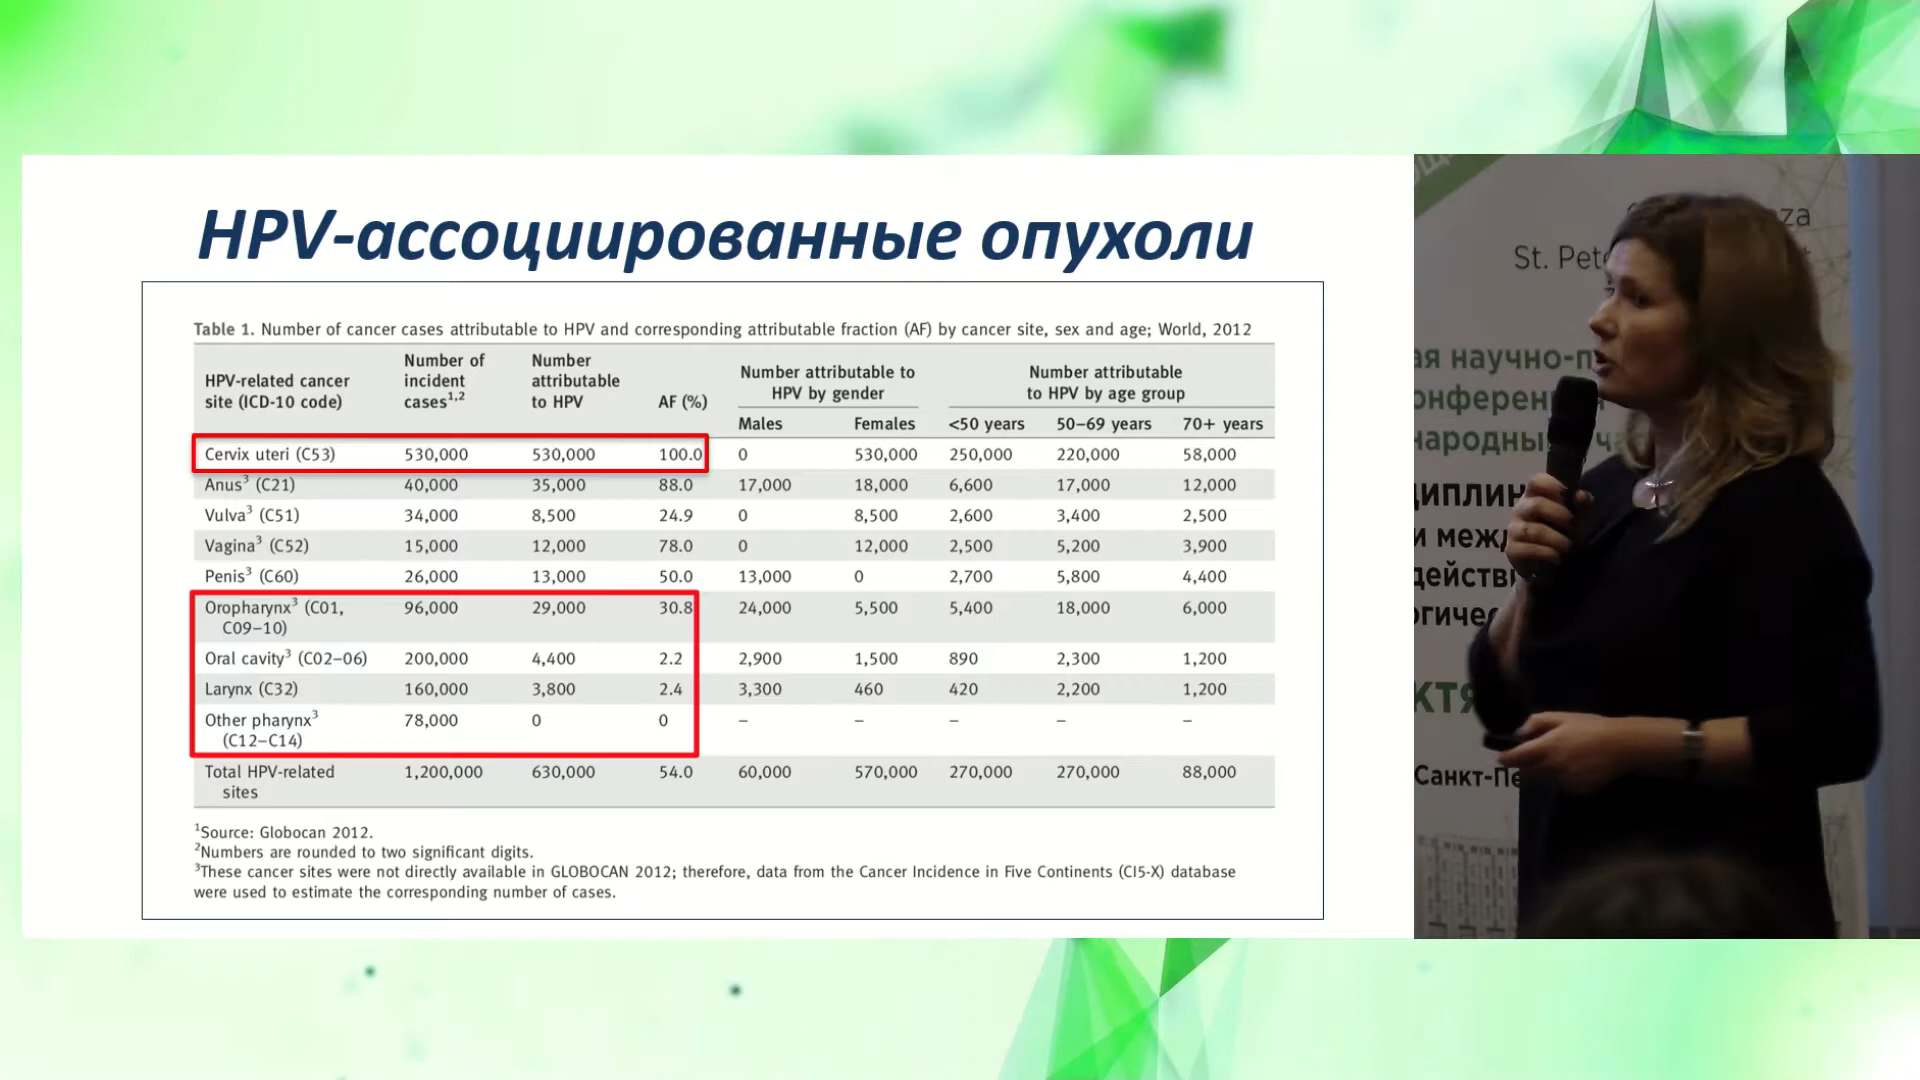 HPV-ассоциированные опухоли
Table 1. Number of cancer cases attributable to HPV and corresponding attributable fraction (AF) by cancer site, sex and age; World, 2012
HPV-related cancer site (ICD-10 code) Number of incident cases1,2 Number attributable to HPV AF (%) Number attributable to HPV by gender Number attributable to HPV by age group
Males Females <50 years 50–69 years 70+ years
Cervix uteri (C53) 530,000 530,000 100.0 0 530,000 250,000 220,000 58,000
Anus3 (C21) 40,000 35,000 88.0 17,000 18,000 6,600 17,000 12,000
Vulva3 (C51) 34,000 8,500 24.9 0 8,500 2,600 3,400 2,500
Vagina3 (C52) 15,000 12,000 78.0 0 12,000 2,500 5,200 3,900
Penis3 (C60) 26,000 13,000 50.0 13,000 0 2,700 5,800 4,400
Oropharynx3 (C01, 96,000 29,000 30.8 24,000 5,500 5,400 18,000 6,000
C09–10)
Oral cavity3 (C02–06) 200,000 4,400 2.2 2,900 1,500 890 2,300 1,200
Larynx (C32) 160,000 3,800 2.4 3,300 460 420 2,200 1,200
Other pharynx3 78,000 0 0 – – – – –
(C12–C14)
Total HPV-related 1,200,000 630,000 54.0 60,000 570,000 270,000 270,000 88,000
sites
1Source: Globocan 2012.
2Numbers are rounded to two significant digits.
3These cancer sites were not directly available in GLOBOCAN 2012; therefore, data from the Cancer Incidence in Five Continents (CI5-X) database
were used to estimate the corresponding number of cases.
St.